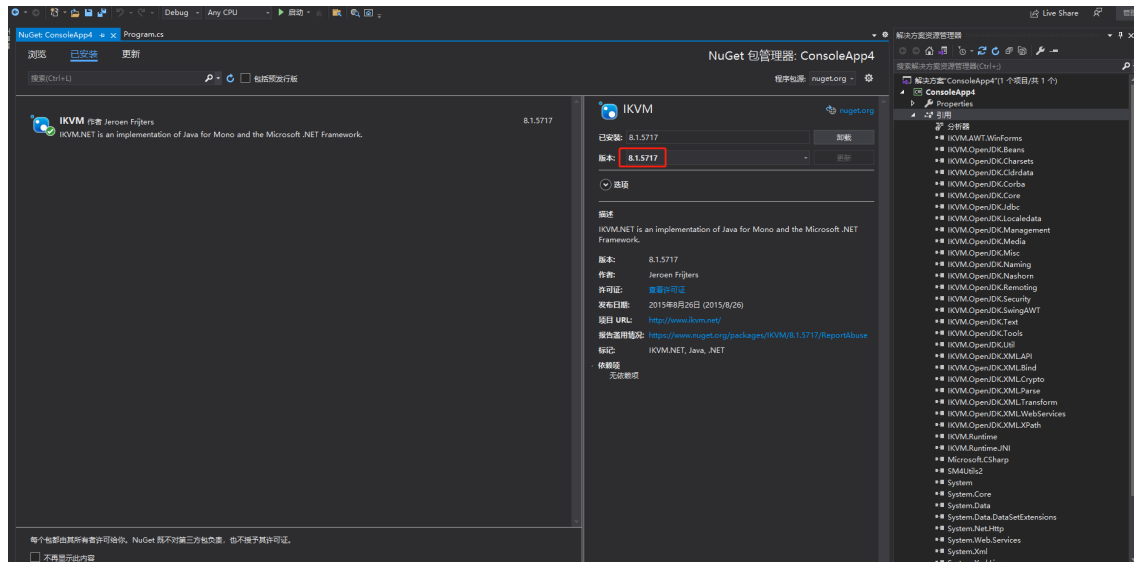 Debug
Any CPU
启动
Live Share
NuGet: ConsoleApp4
Program.cs
浏览
已安装
更新
NuGet 包管理器: ConsoleApp4
搜索(Ctrl+L)
包括预发行版
程序包源: nuget.org
IKVM 作者 Jeroen Frijters
8.1.5717
IKVM.NET is an implementation of Java for Mono and the Microsoft .NET Framework.
每个包都由其所有者许可给你。NuGet 既不对第三方包负责，也不授予其许可证。
不再显示此内容
IKVM
nuget.org
已安装: 8.1.5717
卸载
版本: 8.1.5717
更新
选项
描述
IKVM.NET is an implementation of Java for Mono and the Microsoft .NET
Framework.
版本: 8.1.5717
作者: Jeroen Frijters
许可证: 查看许可证
发布日期: 2015年8月26日 (2015/8/26)
项目 URL: http://www.ikvm.net/
报告滥用情况: https://www.nuget.org/packages/IKVM/8.1.5717/ReportAbuse
标记: IKVM.NET, Java, .NET
依赖项
无依赖项
解决方案资源管理器
搜索解决方案资源管理器(Ctrl+;)
解决方案"ConsoleApp4"(1 个项目/共 1 个)
ConsoleApp4
Properties
引用
分析器
IKVM.AWT.WinForms
IKVM.OpenJDK.Beans
IKVM.OpenJDK.Charsets
IKVM.OpenJDK.Cldrdata
IKVM.OpenJDK.Corba
IKVM.OpenJDK.Core
IKVM.OpenJDK.Jdbc
IKVM.OpenJDK.Localedata
IKVM.OpenJDK.Management
IKVM.OpenJDK.Media
IKVM.OpenJDK.Misc
IKVM.OpenJDK.Naming
IKVM.OpenJDK.Nashorn
IKVM.OpenJDK.Remoting
IKVM.OpenJDK.Security
IKVM.OpenJDK.SwingAWT
IKVM.OpenJDK.Text
IKVM.OpenJDK.Tools
IKVM.OpenJDK.Util
IKVM.OpenJDK.XML.API
IKVM.OpenJDK.XML.Bind
IKVM.OpenJDK.XML.Crypto
IKVM.OpenJDK.XML.Parse
IKVM.OpenJDK.XML.Transform
IKVM.OpenJDK.XML.WebServices
IKVM.OpenJDK.XML.XPath
IKVM.Runtime
IKVM.Runtime.JNI
Microsoft.CSharp
SM4Utils2
System
System.Core
System.Data
System.Data.DataSetExtensions
System.Net.Http
System.Web.Services
System.Xml